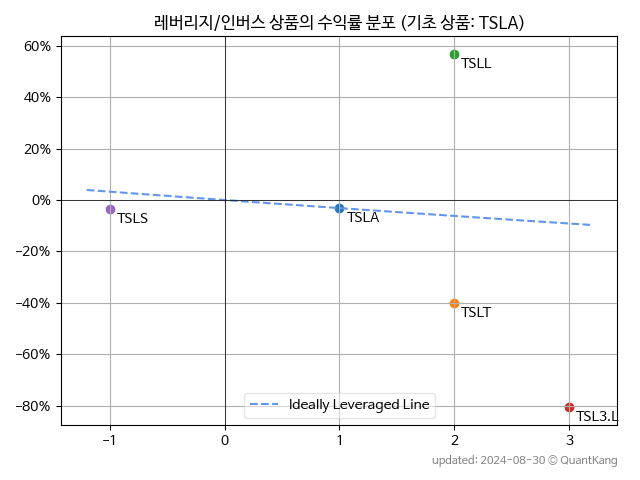 레버리지/인버스 상품의 수익률 분포 (기초 상품: TSLA)
60%
TSLL
40%
20%
0%
TSLS
TSLA
−20%
−40%
TSLT
−60%
−80%
TSL3.L
Ideally Leveraged Line
−1 0 1 2 3
updated: 2024-08-30 © QuantKang